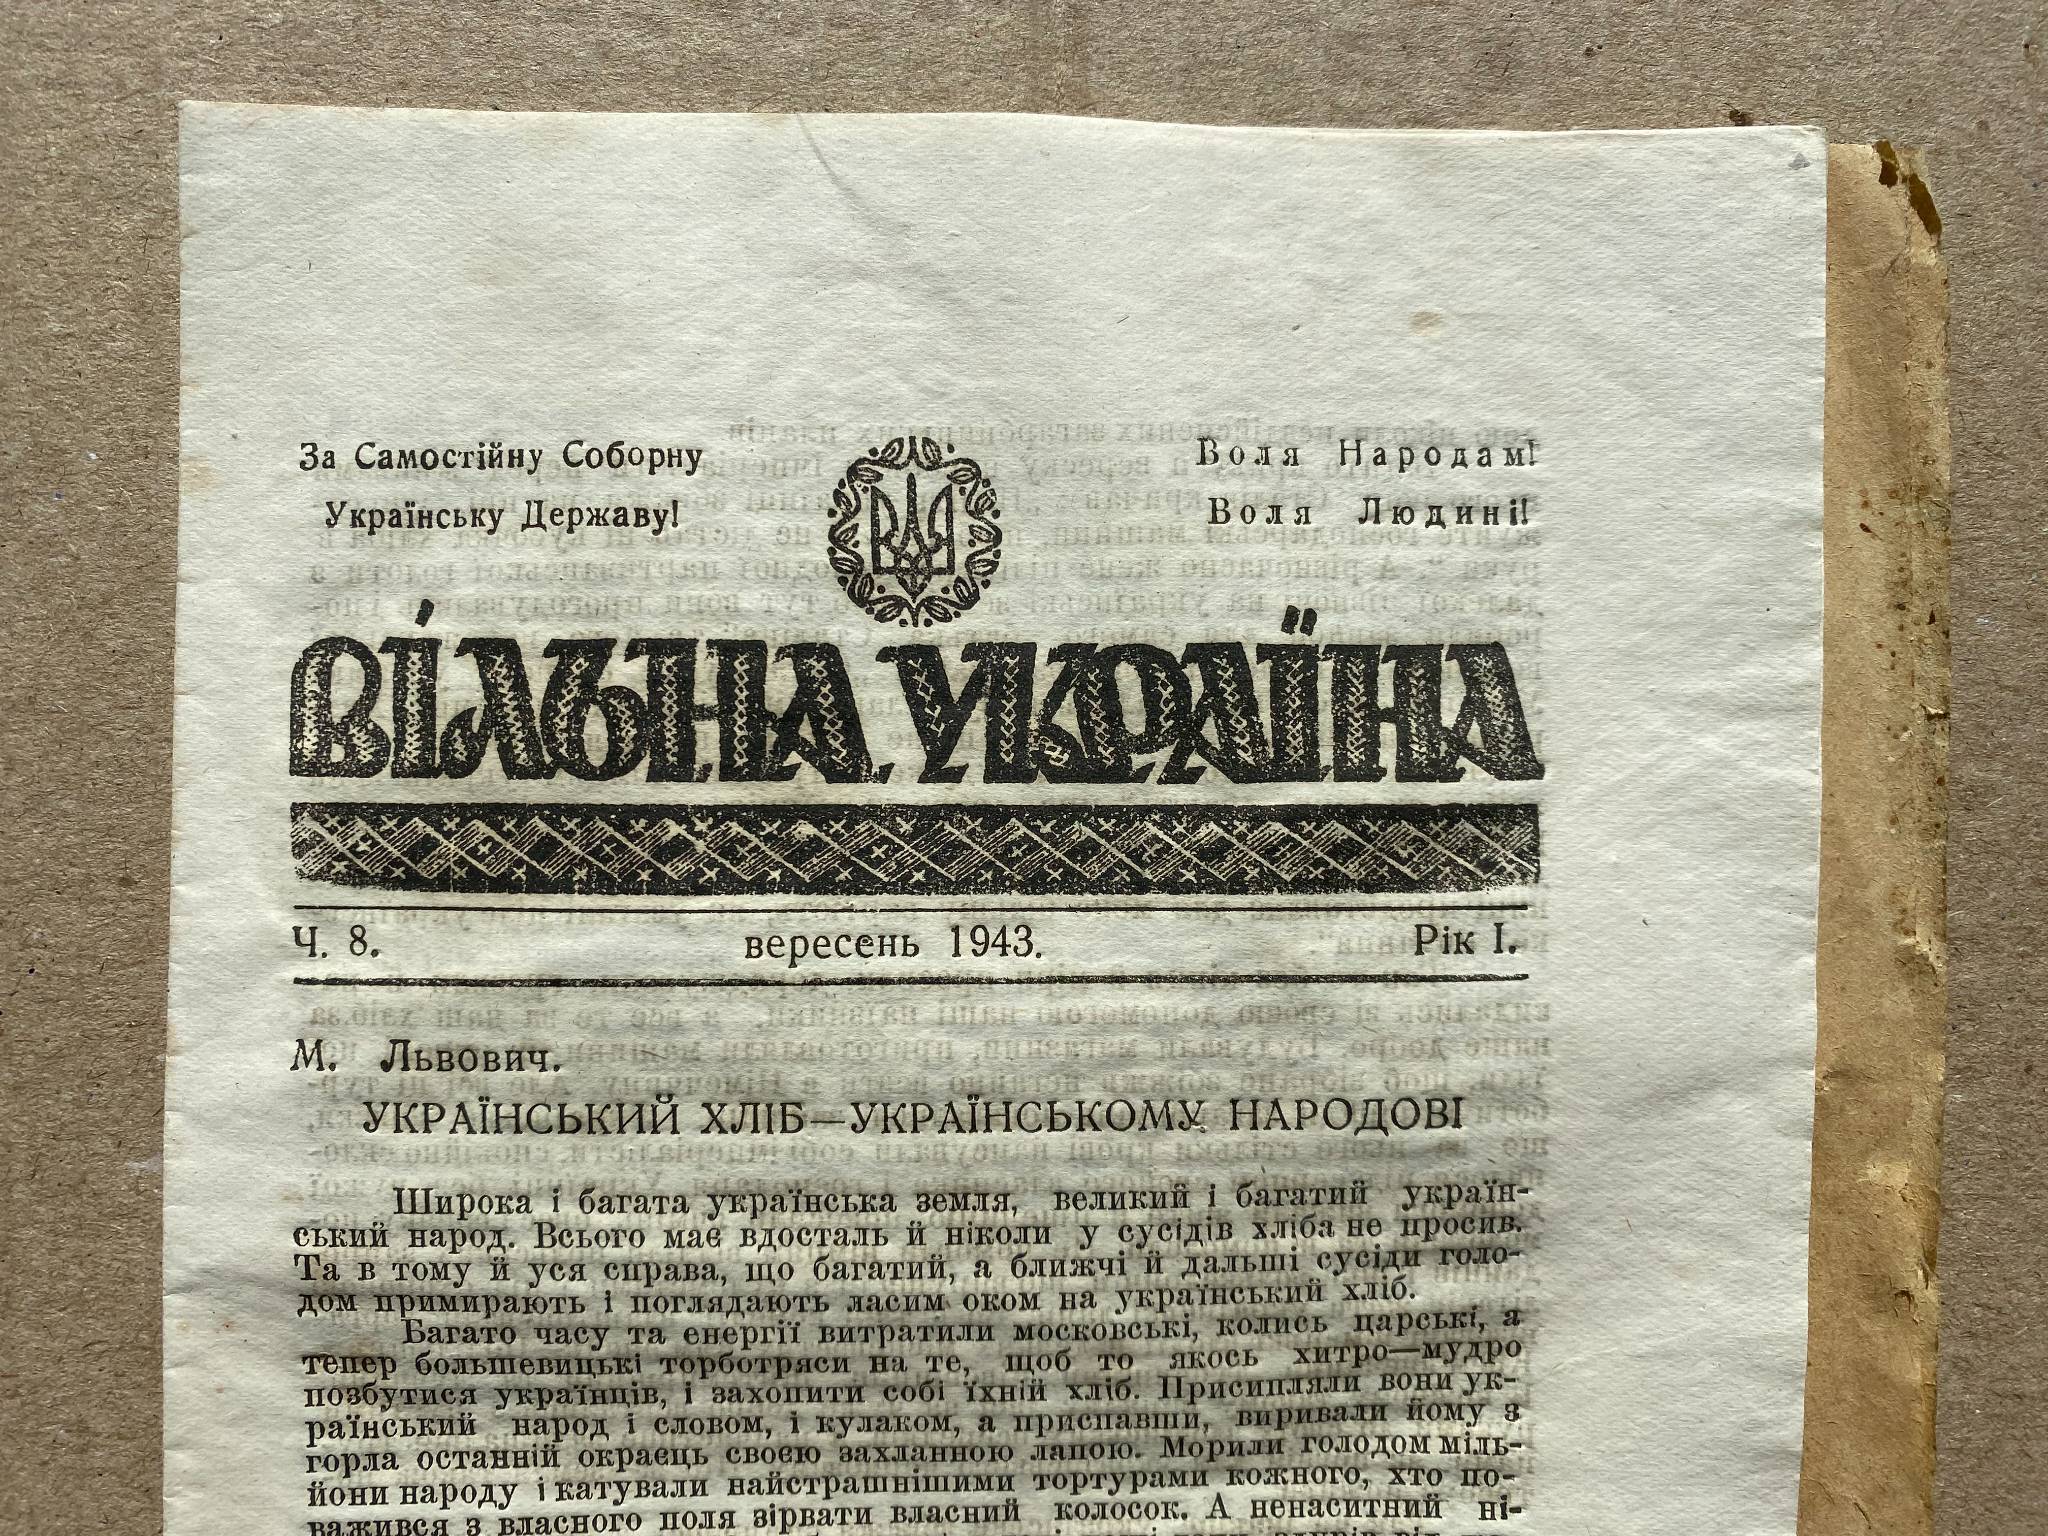 За Самостійну Соборну
Українську Державу!
Воля Народам!
Воля Людині!
ВІЛЬНА УКРАЇНА
Ч. 8. вересень 1943. Рік I.
М. Львович.
УКРАЇНСЬКИЙ ХЛІБ—УКРАЇНСЬКОМУ НАРОДОВІ
Широка і багата українська земля, великий і багатий україн-
ський народ. Всього має вдосталь й ніколи у сусідів хліба не просив.
Та в тому й уся справа, що багатий, а ближчі й дальші сусіди голо-
дом примирають і поглядають ласим оком на український хліб.
Багато часу та енергії витратили московські, колись царські, а
тепер большевицькі торботряси на те, щоб то якось хитро—мудро
позбутися українців, і захопити собі їхній хліб. Присипляли вони ук-
раїнський народ і словом, і кулаком, а приспавши, виривали йому з
горла останній окраєць своєю захланною лапою. Морили голодом міль-
йони народу і катували найстрашнішими тортурами кожного, хто по-
важився з власного поля зірвати власний колосок. А ненаситний ні-